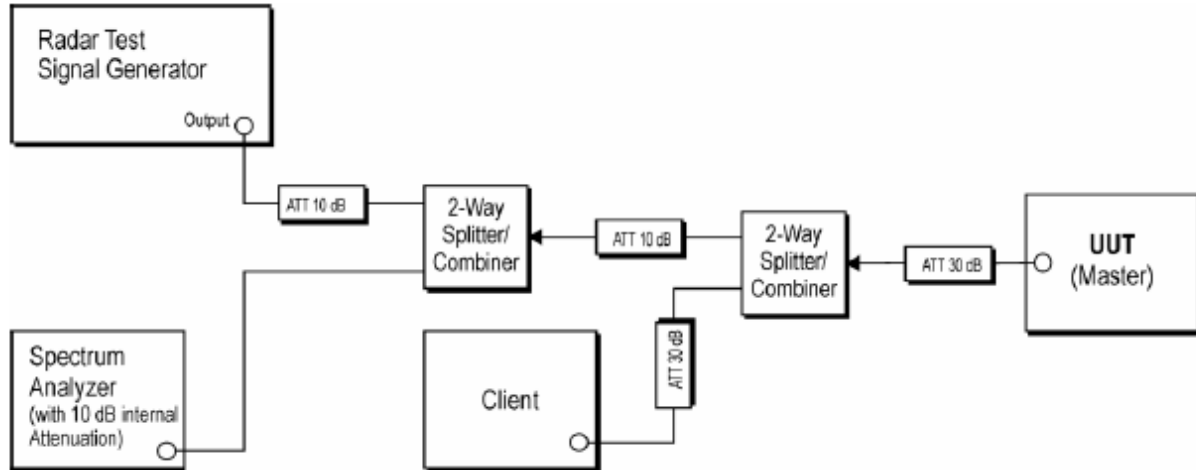 Radar Test
Signal Generator
Output
ATT 10 dB
2-Way
Splitter/
Combiner
ATT 10 dB
2-Way
Splitter/
Combiner
ATT 30 dB
UUT
(Master)
Spectrum
Analyzer
(with 10 dB internal
Attenuation)
Client
ATT 30 dB